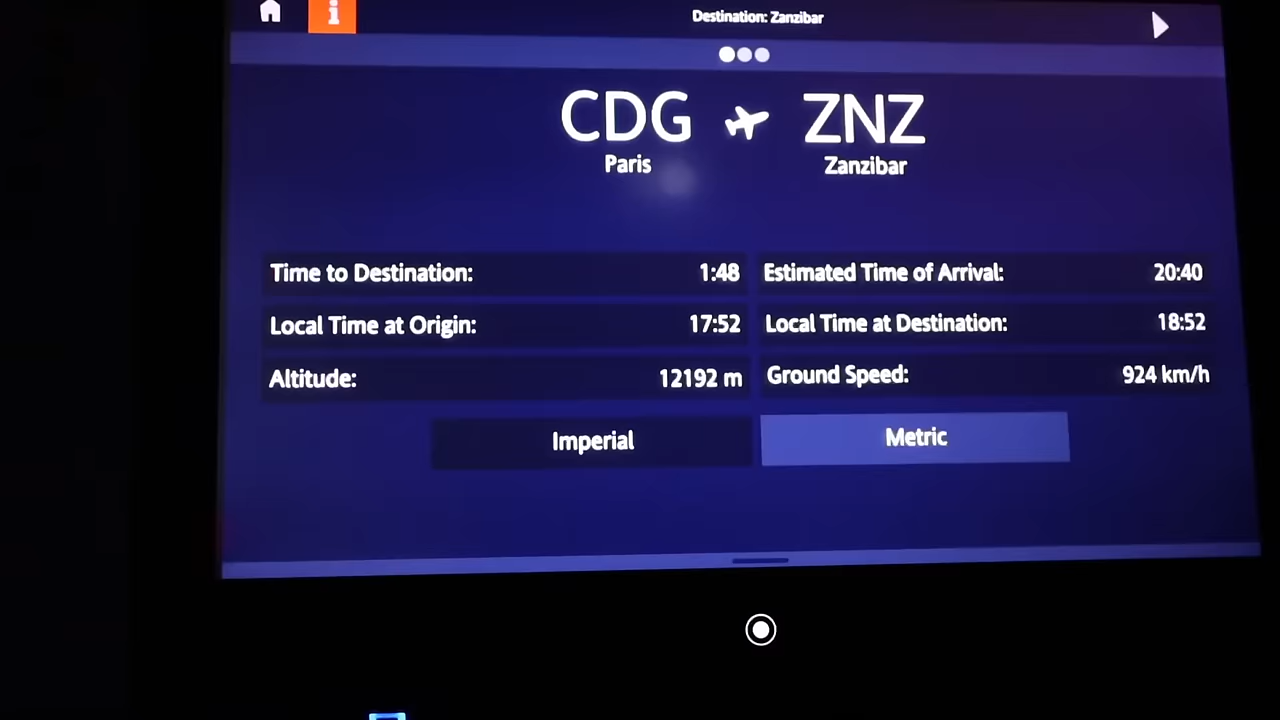 i
Destination: Zanzibar
CDG ZNZ
Paris Zanzibar
Time to Destination: 1:48 Estimated Time of Arrival: 20:40
Local Time at Origin: 17:52 Local Time at Destination: 18:52
Altitude: 12192 m Ground Speed: 924 km/h
Imperial Metric